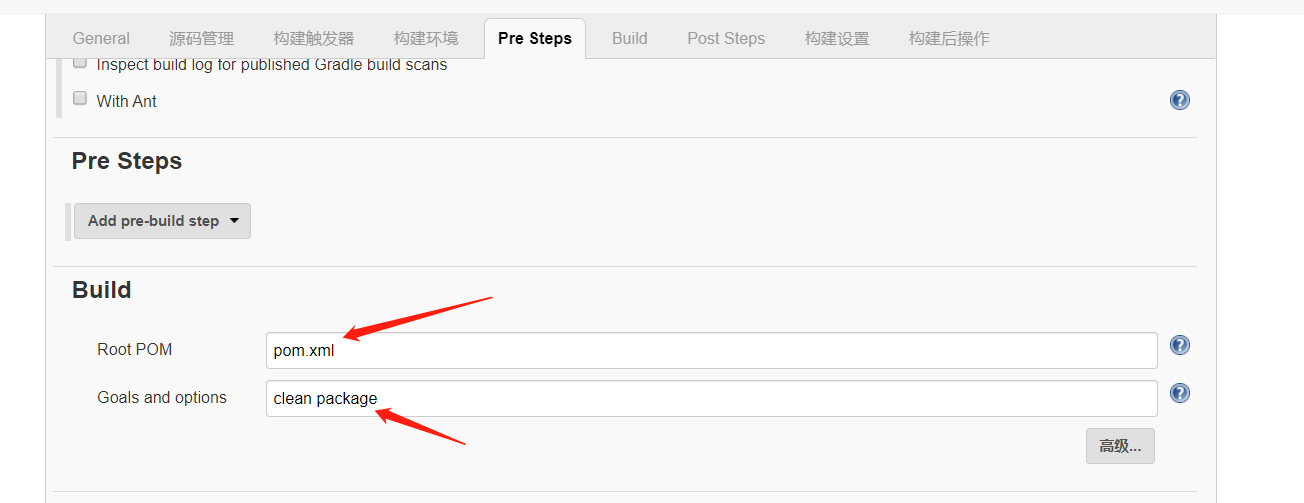 General 源码管理 构建触发器 构建环境 Pre Steps Build Post Steps 构建设置 构建后操作
Inspect build log for published Gradle build scans
With Ant
Pre Steps
Add pre-build step
Build
Root POM pom.xml
Goals and options clean package
高级...